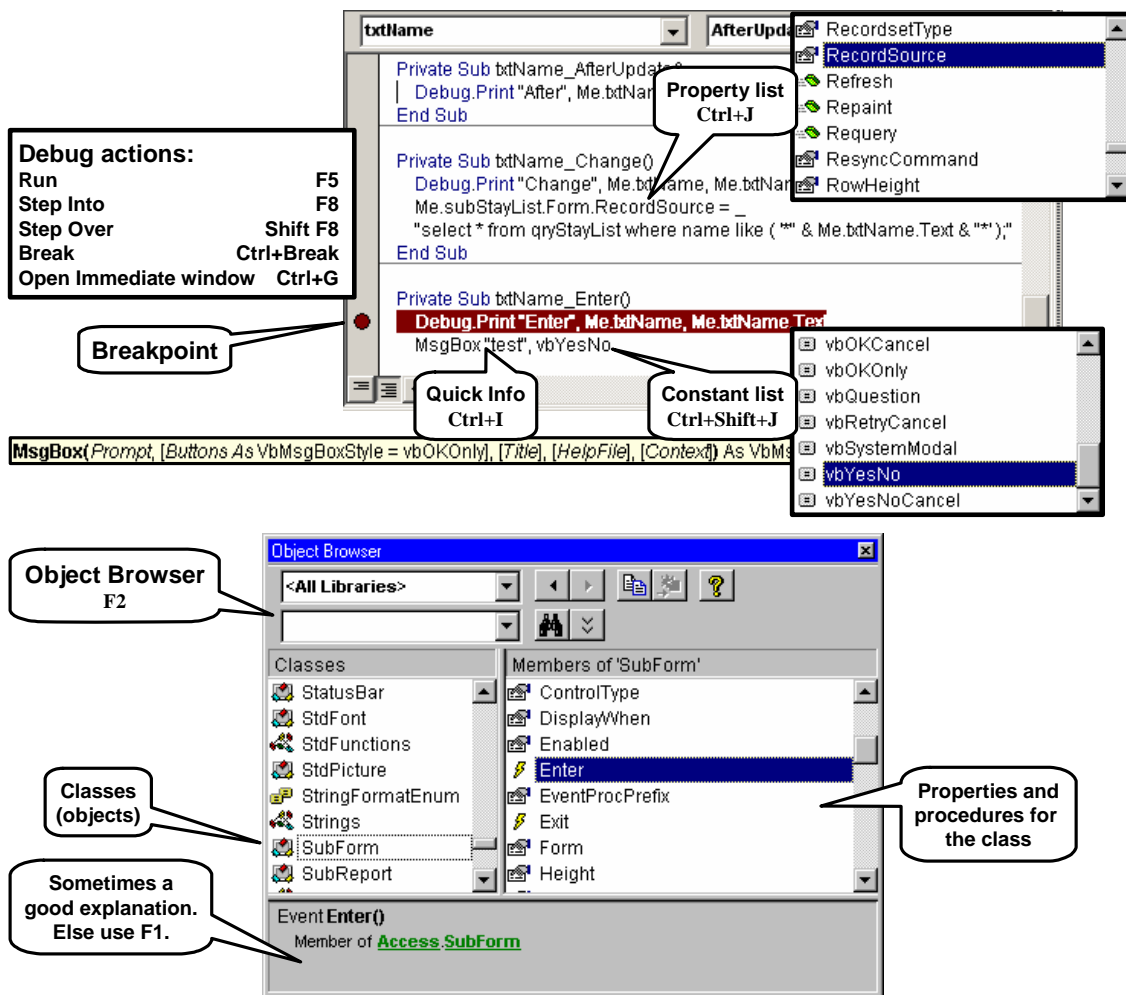 txtName
AfterUpda
RecordsetType
RecordSource
Refresh
Repaint
Requery
ResyncCommand
RowHeight
Private Sub txtName_AfterUpdate
Debug.Print "After", Me.txtNa
End Sub
Property list
Ctrl+J
Debug actions:
Run F5
Step Into F8
Step Over Shift F8
Break Ctrl+Break
Open Immediate window Ctrl+G
Private Sub txtName_Change()
Debug.Print "Change", Me.txtName, Me.txtNa
Me.subStayList.Form.RecordSource = _
"select * from qryStayList where name like ( '*" & Me.txtName.Text & "*' );"
End Sub
Private Sub txtName_Enter()
Debug.Print "Enter", Me.txtName, Me.txtName.Text
MsgBox "test", vbYesNo
Breakpoint
Quick Info
Ctrl+I
Constant list
Ctrl+Shift+J
vbOKCancel
vbOKOnly
vbQuestion
vbRetryCancel
vbSystemModal
vbYesNo
vbYesNoCancel
MsgBox(Prompt, [Buttons As VbMsgBoxStyle = vbOKOnly], [Title], [HelpFile], [Context]) As VbMs
Object Browser
Object Browser
F2
<All Libraries>
Classes
Members of 'SubForm'
StatusBar
StdFont
StdFunctions
StdPicture
StringFormatEnum
Strings
SubForm
SubReport
ControlType
DisplayWhen
Enabled
Enter
EventProcPrefix
Exit
Form
Height
Classes
(objects)
Properties and
procedures for
the class
Sometimes a
good explanation.
Else use F1.
Event Enter()
Member of Access.SubForm